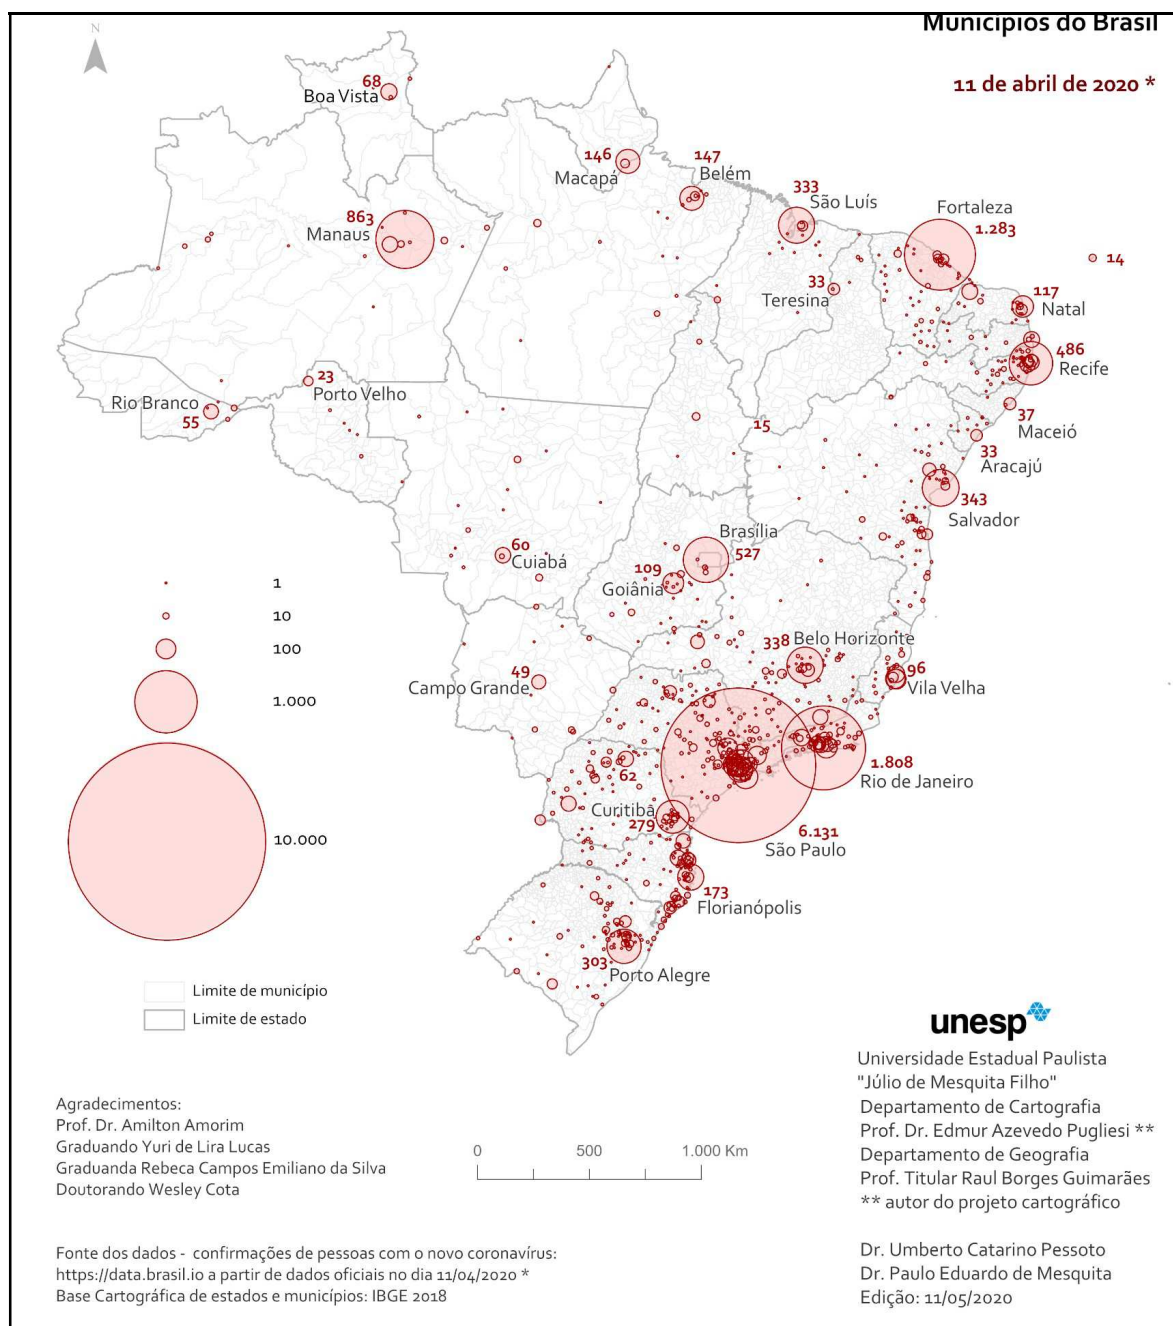 Municípios do Brasil
11 de abril de 2020 *
N
68
Boa Vista
146
Macapá
147
Belém
333
São Luís
Fortaleza
1.283
863
Manaus
14
33
Teresina
117
Natal
486
Recife
23
Porto Velho
Rio Branco
55
15
37
Maceió
33
Aracajú
343
Salvador
Brasília
527
60
Cuiabá
109
Goiânia
1
10
100
1.000
10.000
338
Belo Horizonte
96
Vila Velha
49
Campo Grande
1.808
Rio de Janeiro
62
Curitiba
279
6.131
São Paulo
173
Florianópolis
303
Porto Alegre
Limite de município
Limite de estado
unesp
Universidade Estadual Paulista
"Júlio de Mesquita Filho"
Departamento de Cartografia
Prof. Dr. Edmur Azevedo Pugliesi **
Departamento de Geografia
Prof. Titular Raul Borges Guimarães
** autor do projeto cartográfico
Dr. Umberto Catarino Pessoto
Dr. Paulo Eduardo de Mesquita
Edição: 11/05/2020
Agradecimentos:
Prof. Dr. Amilton Amorim
Graduando Yuri de Lira Lucas
Graduanda Rebeca Campos Emiliano da Silva
Doutorando Wesley Cota
0 500 1.000 Km
Fonte dos dados - confirmações de pessoas com o novo coronavírus:
https://data.brasil.io a partir de dados oficiais no dia 11/04/2020 *
Base Cartográfica de estados e municípios: IBGE 2018